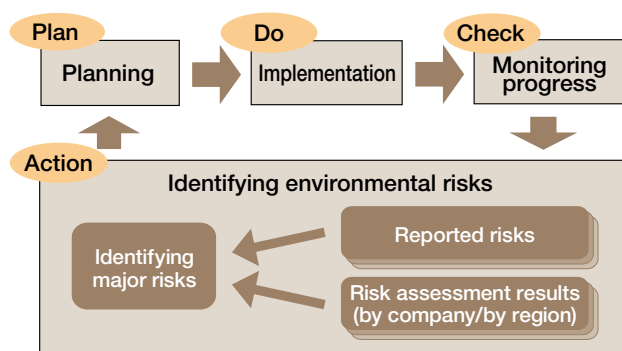 Plan
Do
Check
Planning
Implementation
Monitoring
progress
Action
Identifying environmental risks
Identifying
major risks
Reported risks
Risk assessment results
(by company/by region)